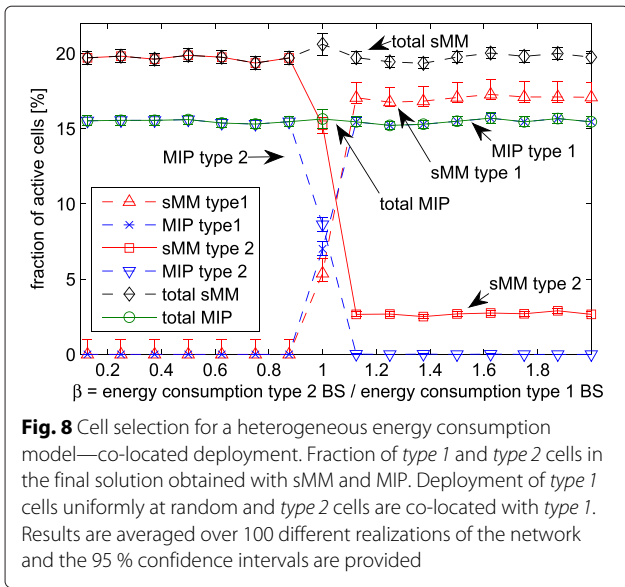 20
15
10
5
0
fraction of active cells [%]
total sMM
MIP type 2
MIP type 1
sMM type 1
total MIP
sMM type 2
sMM type1
MIP type1
sMM type 2
MIP type 2
total sMM
total MIP
0.2 0.4 0.6 0.8 1 1.2 1.4 1.6 1.8
β = energy consumption type 2 BS / energy consumption type 1 BS
Fig. 8 Cell selection for a heterogeneous energy consumption
model—co-located deployment. Fraction of type 1 and type 2 cells in
the final solution obtained with sMM and MIP. Deployment of type 1
cells uniformly at random and type 2 cells are co-located with type 1.
Results are averaged over 100 different realizations of the network
and the 95 % confidence intervals are provided